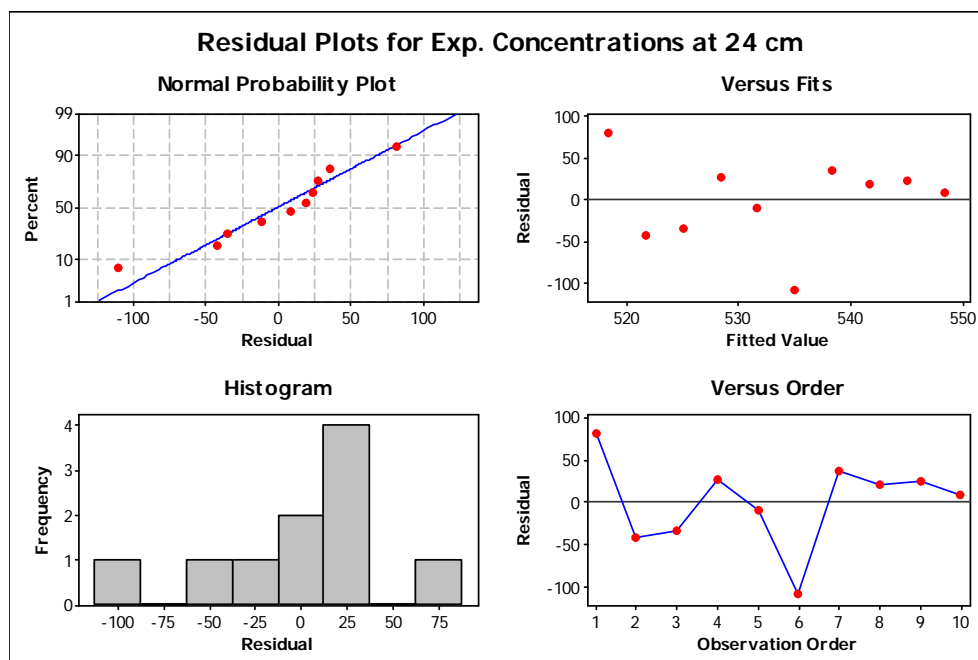 Residual Plots for Exp. Concentrations at 24 cm
Normal Probability Plot
99
90
50
10
1
Percent
-100 -50 0 50 100
Residual
Versus Fits
100
50
0
-50
-100
Residual
520 530 540 550
Fitted Value
Histogram
4
3
2
1
0
Frequency
-100 -75 -50 -25 0 25 50 75
Residual
Versus Order
100
50
0
-50
-100
Residual
1 2 3 4 5 6 7 8 9 10
Observation Order